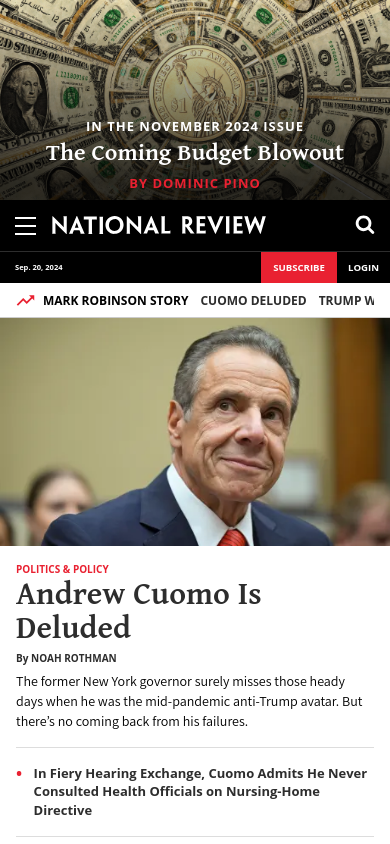 IN THE NOVEMBER 2024 ISSUE
The Coming Budget Blowout
BY DOMINIC PINO
NATIONAL REVIEW
Sep. 20, 2024
SUBSCRIBE
LOGIN
MARK ROBINSON STORY CUOMO DELUDED TRUMP W
POLITICS & POLICY
Andrew Cuomo Is
Deluded
By NOAH ROTHMAN
The former New York governor surely misses those heady
days when he was the mid-pandemic anti-Trump avatar. But
there’s no coming back from his failures.
In Fiery Hearing Exchange, Cuomo Admits He Never
Consulted Health Officials on Nursing-Home
Directive